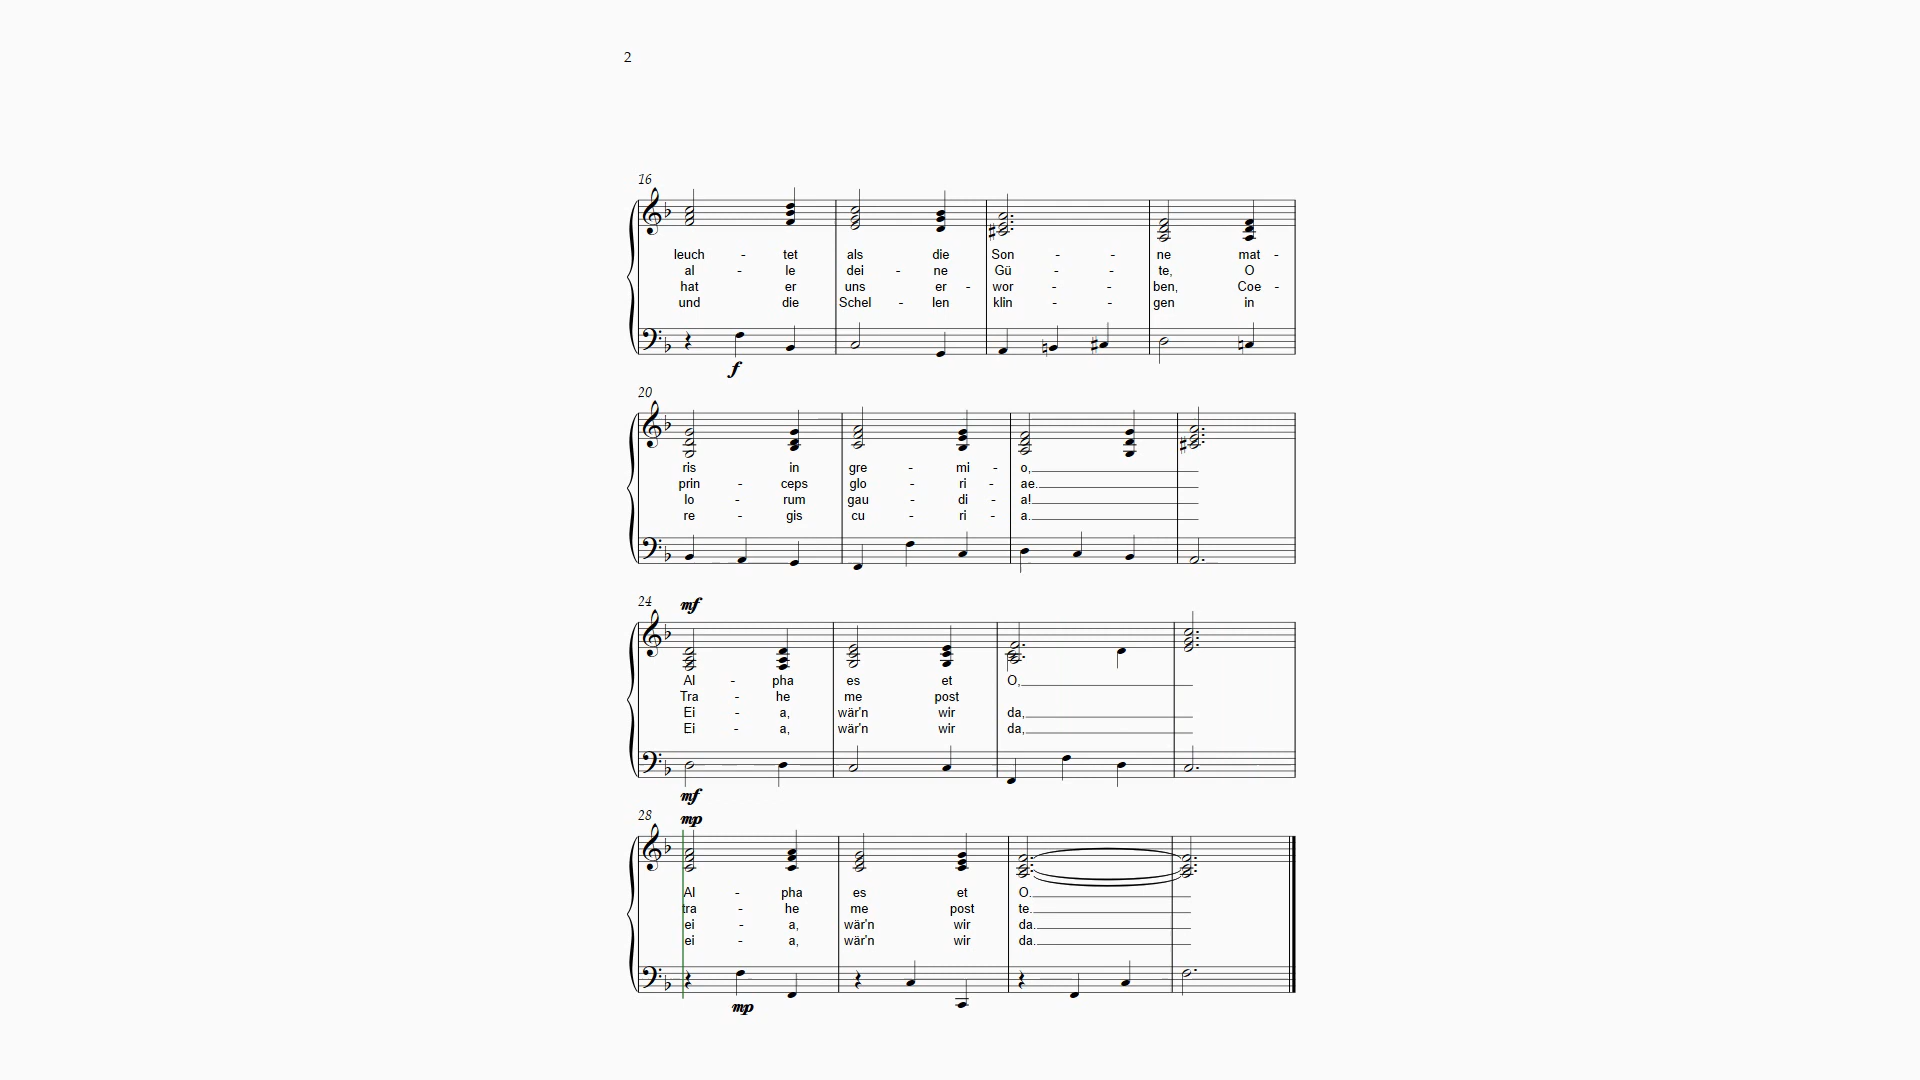 2
16
leuch - tet als die Son - - ne mat -
al - le dei - ne Gü - - te, O
hat er uns er - wor - - ben, Coe -
und die Schel - len klin - - gen in
f
20
ris in gre - mi - o,
prin - ceps glo - ri - ae.
lo - rum gau - di - a!
re - gis cu - ri - a.
24 mf
Al - pha es et O,
Tra - he me post
Ei - a, wär'n wir da,
Ei - a, wär'n wir da,
mf
28 mp
Al - pha es et O.
tra - he me post te.
ei - a, wär'n wir da.
ei - a, wär'n wir da.
mp